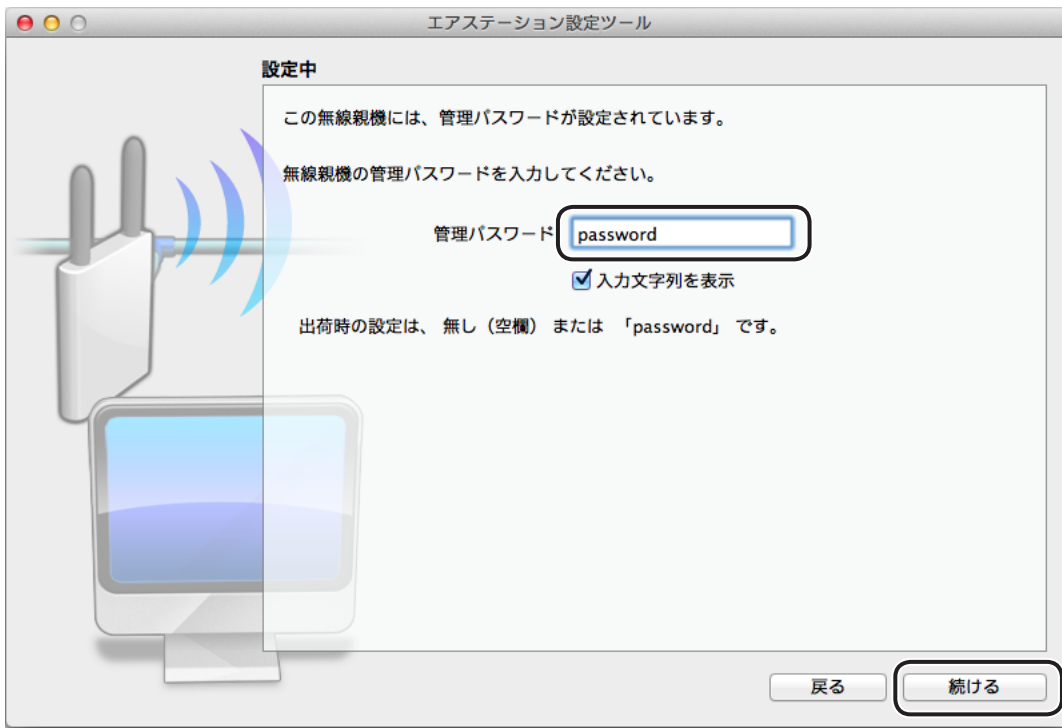 エアステーション設定ツール
設定中
この無線親機には、管理パスワードが設定されています。
無線親機の管理パスワードを入力してください。
管理パスワード password
入力文字列を表示
出荷時の設定は、 無し（空欄） または 「password」 です。
戻る 続ける